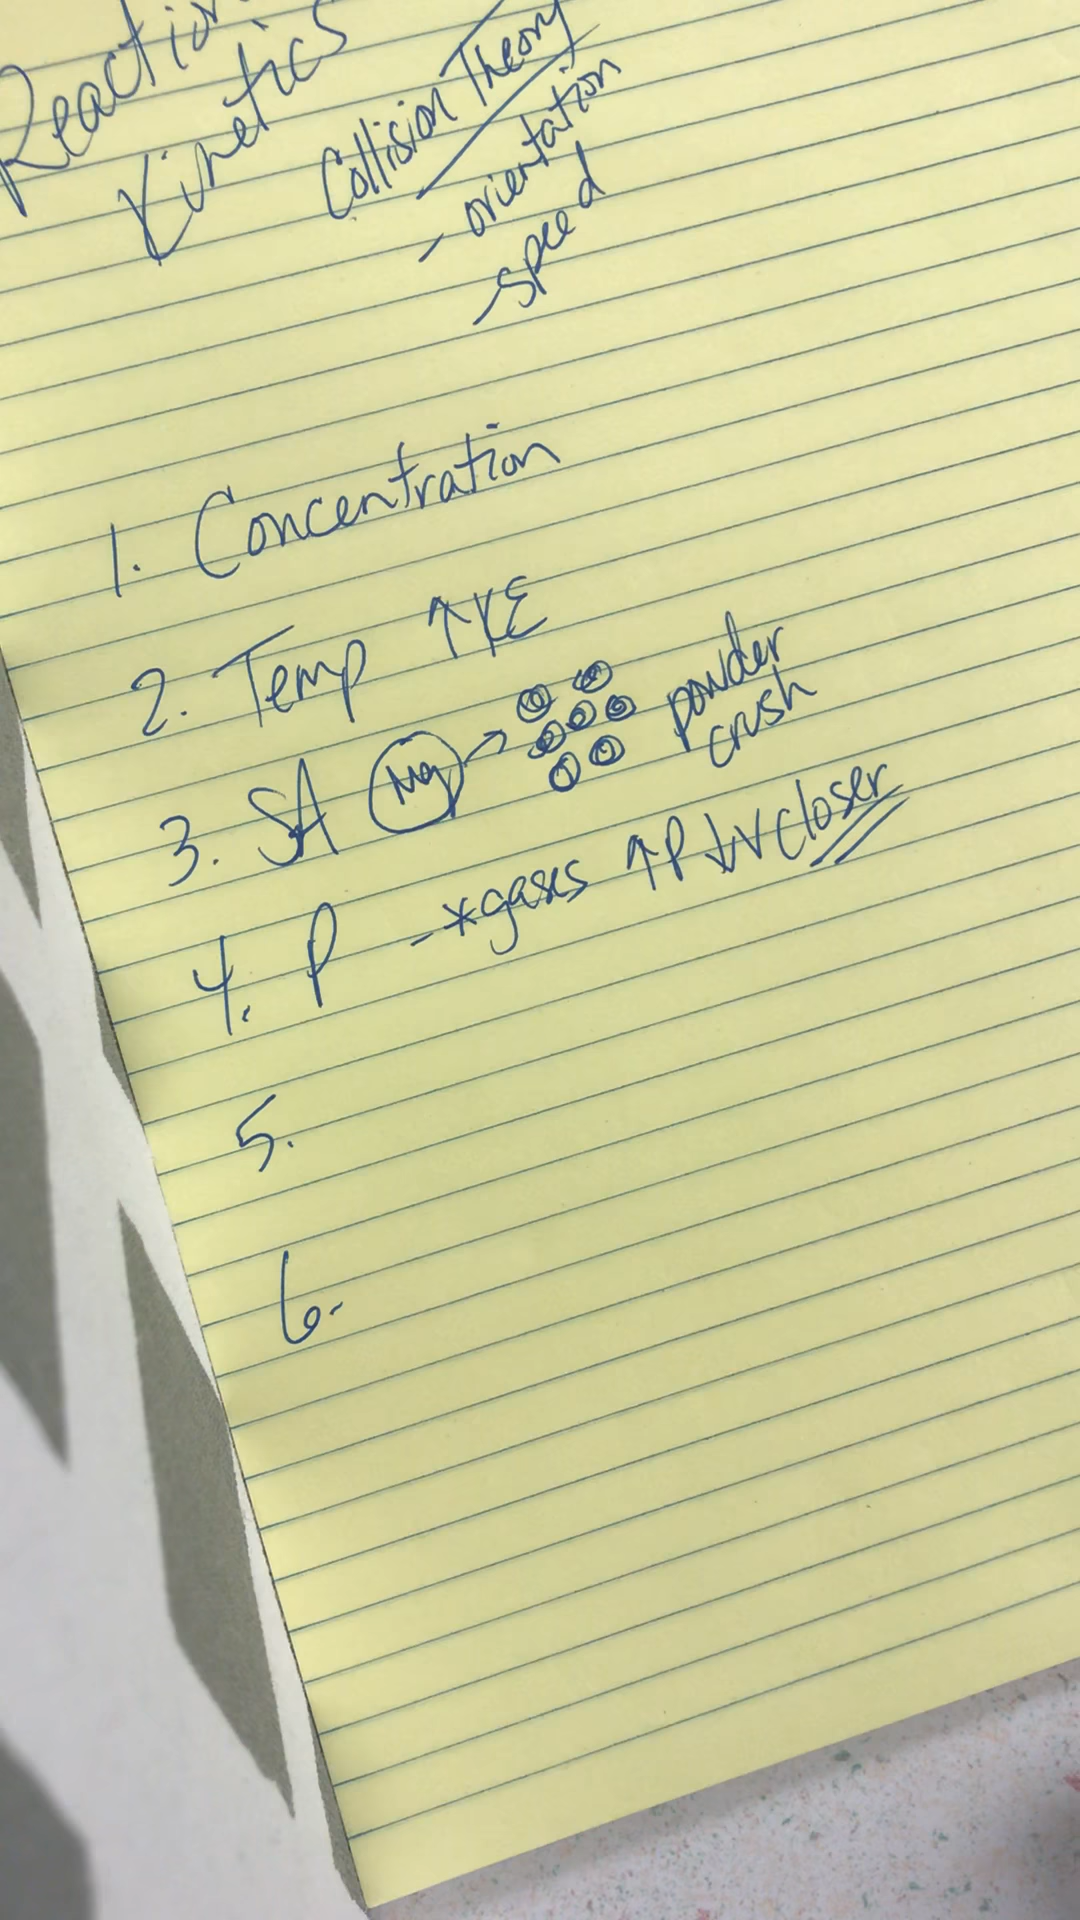 Reaction
Kinetics
Collision Theory
- orientation
- speed
1. Concentration
2. Temp ↑KE
3. SA Mg → powder
crush
4. P - *gases ↑P ↓V closer
5.
6.